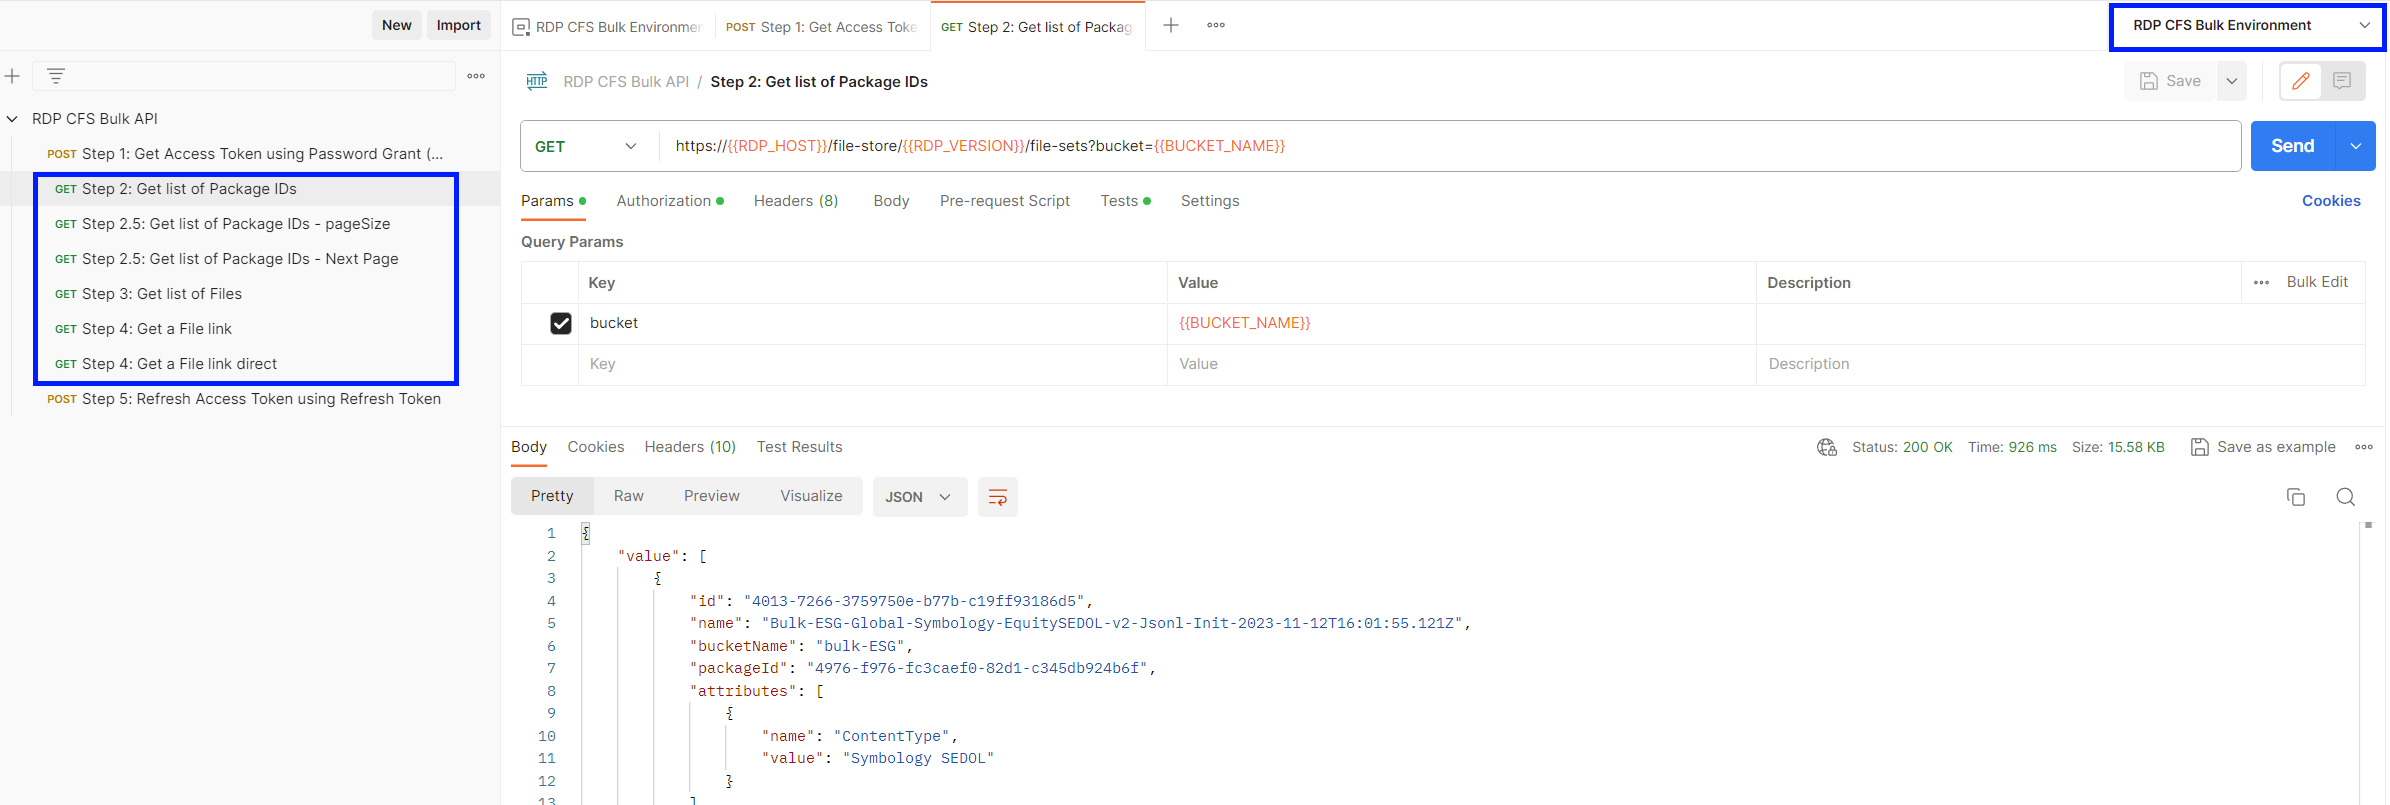 New
Import
RDP CFS Bulk API
POST Step 1: Get Access Token using Password Grant (...
GET Step 2: Get list of Package IDs
GET Step 2.5: Get list of Package IDs - pageSize
GET Step 2.5: Get list of Package IDs - Next Page
GET Step 3: Get list of Files
GET Step 4: Get a File link
GET Step 4: Get a File link direct
POST Step 5: Refresh Access Token using Refresh Token
RDP CFS Bulk Environmer
POST Step 1: Get Access Toke
GET Step 2: Get list of Packag
RDP CFS Bulk Environment
HTTP RDP CFS Bulk API / Step 2: Get list of Package IDs
Save
GET https://{{RDP_HOST}}/file-store/{{RDP_VERSION}}/file-sets?bucket={{BUCKET_NAME}}
Send
Params Authorization Headers (8) Body Pre-request Script Tests Settings
Cookies
Query Params
Key Value Description Bulk Edit
bucket {{BUCKET_NAME}}
Key Value Description
Body Cookies Headers (10) Test Results
Status: 200 OK Time: 926 ms Size: 15.58 KB Save as example
Pretty Raw Preview Visualize JSON
1 {
2 "value": [
3 {
4 "id": "4013-7266-3759750e-b77b-c19ff93186d5",
5 "name": "Bulk-ESG-Global-Symbology-EquitySEDOL-v2-Jsonl-Init-2023-11-12T16:01:55.121Z",
6 "bucketName": "bulk-ESG",
7 "packageId": "4976-f976-fc3caef0-82d1-c345db924b6f",
8 "attributes": [
9 {
10 "name": "ContentType",
11 "value": "Symbology SEDOL"
12 }
13 ]